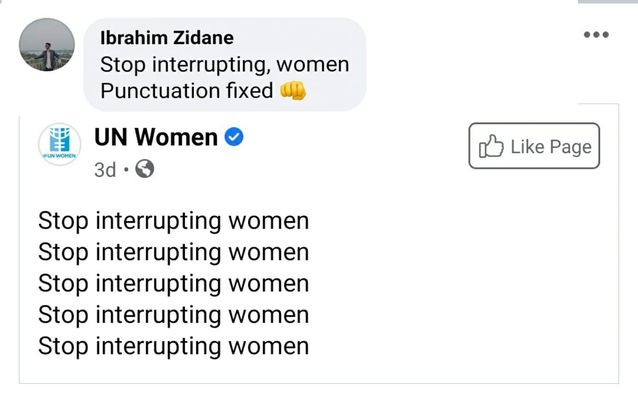 Ibrahim Zidane
Stop interrupting, women
Punctuation fixed 👊
UN Women
Like Page
UN WOMEN
3d
Stop interrupting women
Stop interrupting women
Stop interrupting women
Stop interrupting women
Stop interrupting women